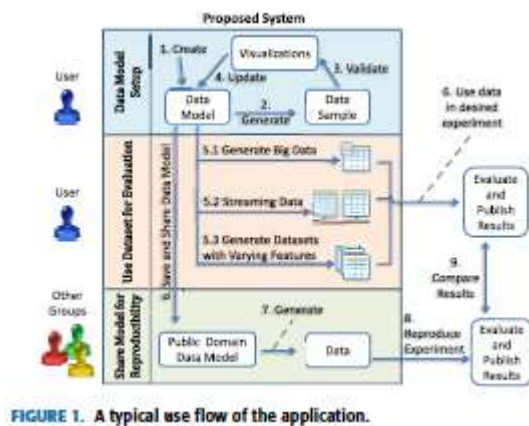 Proposed System
User
Data Model
Setup
1. Create
Visualizations
4. Update
3. Validate
Data
Model
2.
Generate
Data
Sample
6. Use data
in desired
experiment
User
Use Dataset for Evaluation
5.1 Generate Big Data
5.2 Streaming Data
5.3 Generate Datasets
with Varying Features
6. Save and Share Data Model
Evaluate
and
Publish
Results
9.
Compare
Results
Other
Groups
Share Model for
Reproducibility
Public Domain
Data Model
7. Generate
Data
8.
Reproduce
Experiment
Evaluate
and
Publish
Results
FIGURE 1. A typical use flow of the application.